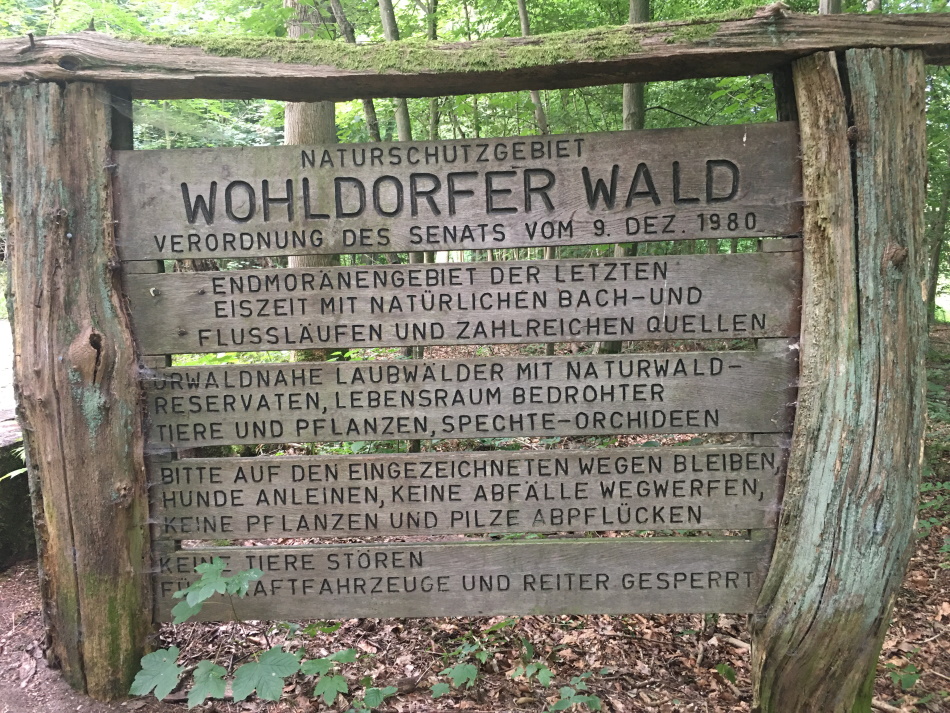 NATURSCHUTZGEBIET
WOHLDORFER WALD
VERORDNUNG DES SENATS VOM 9. DEZ. 1980
ENDMORÄNENGEBIET DER LETZTEN
EISZEIT MIT NATÜRLICHEN BACH-UND
FLUSSLÄUFEN UND ZAHLREICHEN QUELLEN
URWALDNAHE LAUBWÄLDER MIT NATURWALD-
RESERVATEN, LEBENSRAUM BEDROHTER
TIERE UND PFLANZEN, SPECHTE-ORCHIDEEN
BITTE AUF DEN EINGEZEICHNETEN WEGEN BLEIBEN,
HUNDE ANLEINEN, KEINE ABFÄLLE WEGWERFEN,
KEINE PFLANZEN UND PILZE ABPFLÜCKEN
KEINE TIERE STÖREN
FÜR KRAFTFAHRZEUGE UND REITER GESPERRT